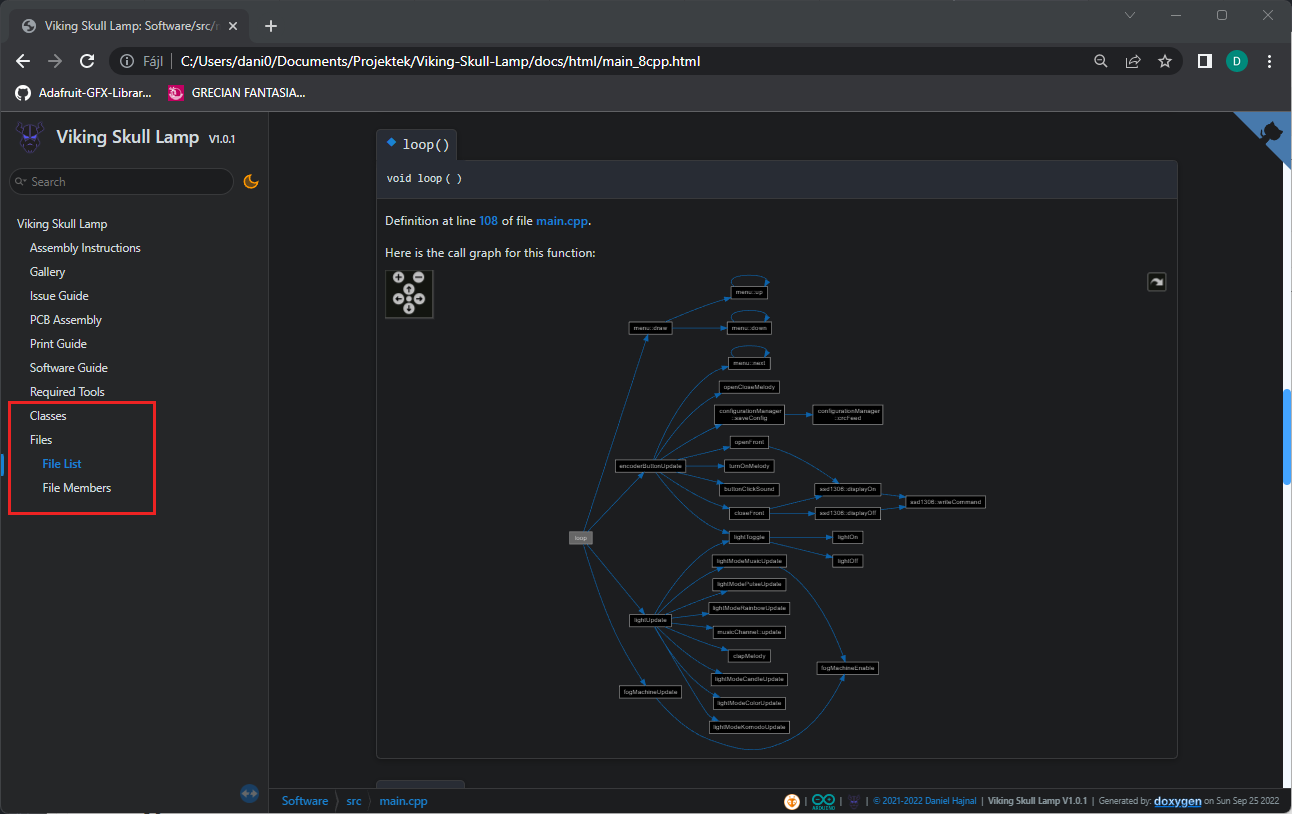 Viking Skull Lamp: Software/src/
Fájl
C:/Users/dani0/Documents/Projektek/Viking-Skull-Lamp/docs/html/main_8cpp.html
D
Adafruit-GFX-Librar...
GRECIAN FANTASIA...
Viking Skull Lamp V1.0.1
Search
Viking Skull Lamp
Assembly Instructions
Gallery
Issue Guide
PCB Assembly
Print Guide
Software Guide
Required Tools
Classes
Files
File List
File Members
loop()
void loop ( )
Definition at line 108 of file main.cpp.
Here is the call graph for this function:
menu::up
menu::draw
menu::down
menu::next
openCloseMelody
configurationManager
::saveConfig
configurationManager
::crcFeed
openFront
encoderButtonUpdate
turnOnMelody
buttonClickSound
ssd1306::displayOn
ssd1306::writeCommand
closeFront
ssd1306::displayOff
loop
lightToggle
lightOn
lightModeMusicUpdate
lightOff
lightModePulseUpdate
lightModeRainbowUpdate
lightUpdate
musicChannel::update
clapMelody
fogMachineEnable
lightModeCandleUpdate
fogMachineUpdate
lightModeColorUpdate
lightModeKomodoUpdate
Software
src
main.cpp
ARDUINO
| © 2021-2022 Daniel Hajnal | Viking Skull Lamp V1.0.1 | Generated by: doxygen on Sun Sep 25 2022